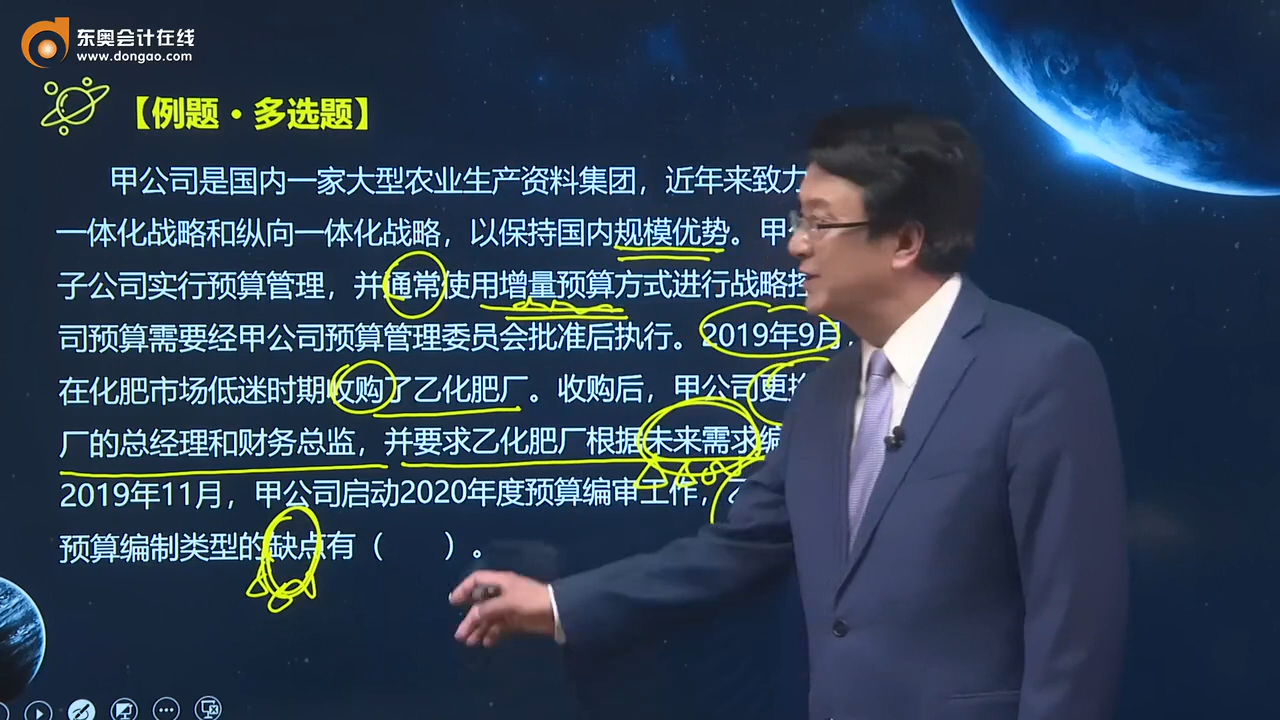 东奥会计在线
www.dongao.com
【例题·多选题】
甲公司是国内一家大型农业生产资料集团，近年来致力
一体化战略和纵向一体化战略，以保持国内规模优势。甲
子公司实行预算管理，并通常使用增量预算方式进行战略控
司预算需要经甲公司预算管理委员会批准后执行。2019年9月，
在化肥市场低迷时期收购了乙化肥厂。收购后，甲公司更换
厂的总经理和财务总监，并要求乙化肥厂根据未来需求编
2019年11月，甲公司启动2020年度预算编审工作，乙
预算编制类型的缺点有（　　）。